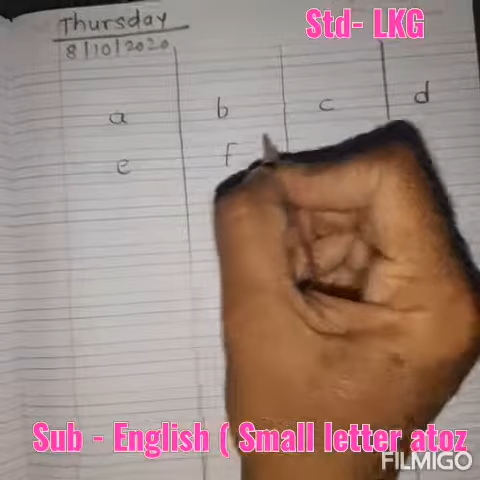 Std- LKG
Thursday
8/10/2020
a b c d
e f
Sub - English ( Small letter atoz
FILMIGO